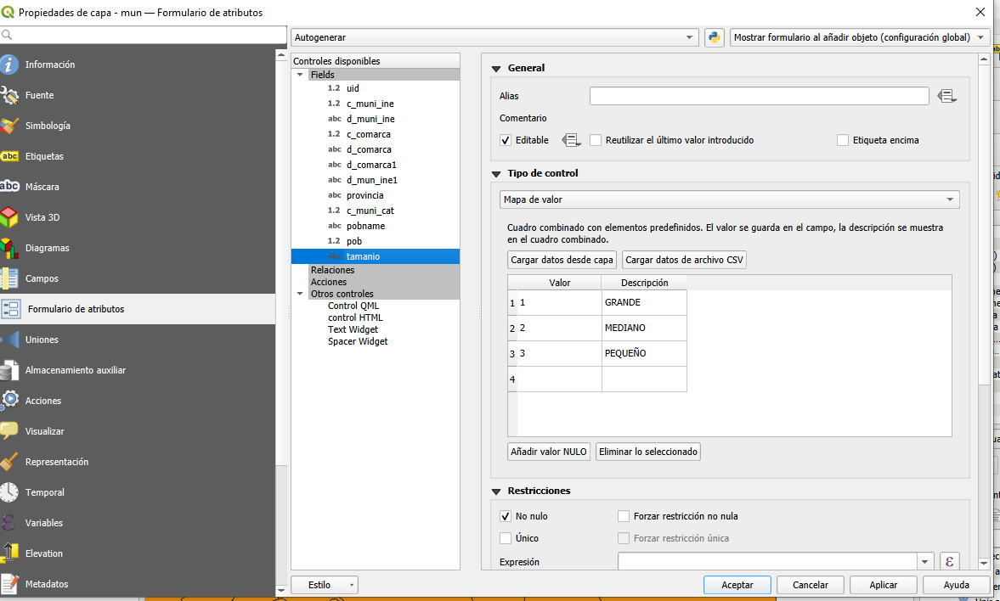 Propiedades de capa - mun — Formulario de atributos
Información
Fuente
Simbología
abc Etiquetas
abc Máscara
Vista 3D
Diagramas
Campos
Formulario de atributos
Uniones
Almacenamiento auxiliar
Acciones
Visualizar
Representación
Temporal
Variables
Elevation
Metadatos
Autogenerar
Mostrar formulario al añadir objeto (configuración global)
Controles disponibles
Fields
1.2 uid
1.2 c_muni_ine
abc d_muni_ine
1.2 c_comarca
abc d_comarca
abc d_comarca1
abc d_mun_ine1
abc provincia
1.2 c_muni_cat
abc pobname
1.2 pob
abc tamanio
Relaciones
Acciones
Otros controles
Control QML
control HTML
Text Widget
Spacer Widget
General
Alias
Comentario
Editable
Reutilizar el último valor introducido
Etiqueta encima
Tipo de control
Mapa de valor
Cuadro combinado con elementos predefinidos. El valor se guarda en el campo, la descripción se muestra
en el cuadro combinado.
Cargar datos desde capa
Cargar datos de archivo CSV
Valor Descripción
1 1 GRANDE
2 2 MEDIANO
3 3 PEQUEÑO
4
Añadir valor NULO
Eliminar lo seleccionado
Restricciones
No nulo
Forzar restricción no nula
Único
Forzar restricción única
Expresión
ε
Estilo
Aceptar
Cancelar
Aplicar
Ayuda